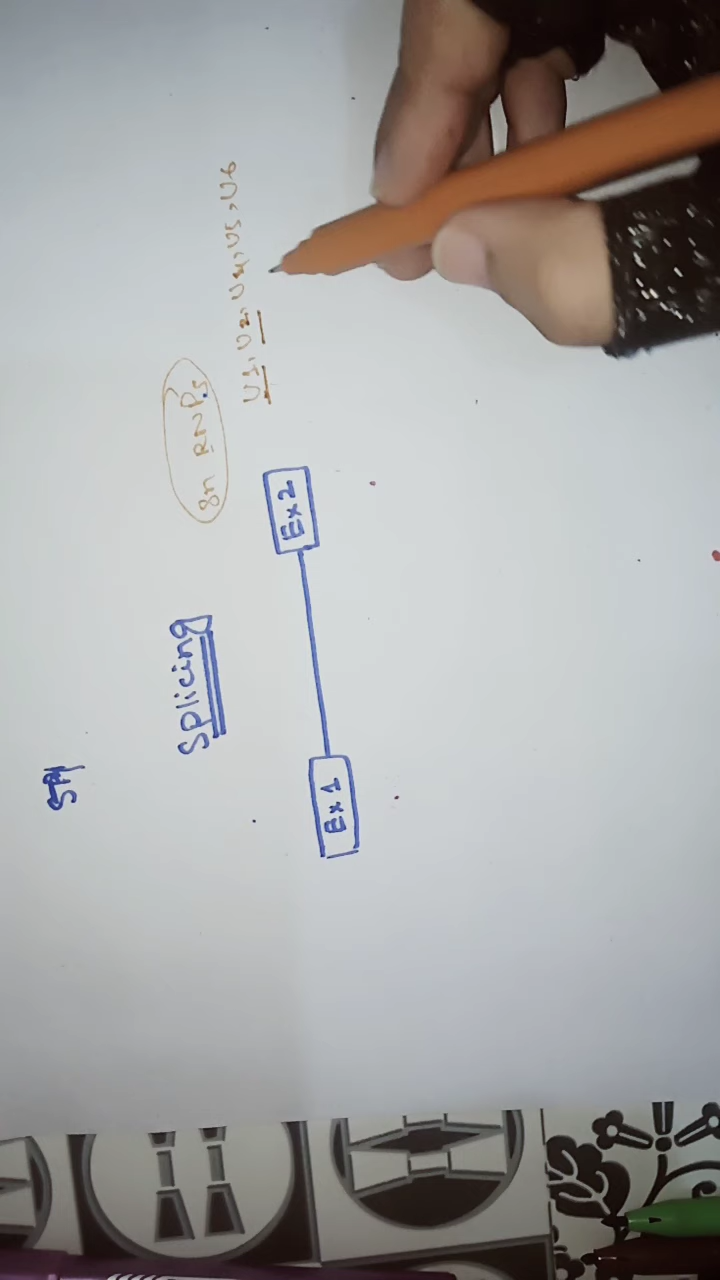 Splicing
sn RNPs
U1, U2, U4, U5, U6
Ex 1
Ex 2